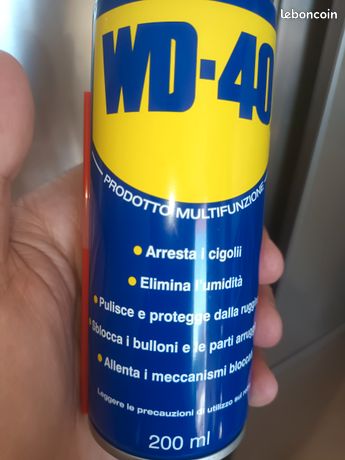 leboncoin
WD-40
PRODOTTO MULTIFUNZIONE
Arresta i cigolii
Elimina l'umidità
Pulisce e protegge dalla
Sblocca i bulloni e le parti
Allenta i meccanismi
Leggere le precauzioni di utilizzo sul
200 ml